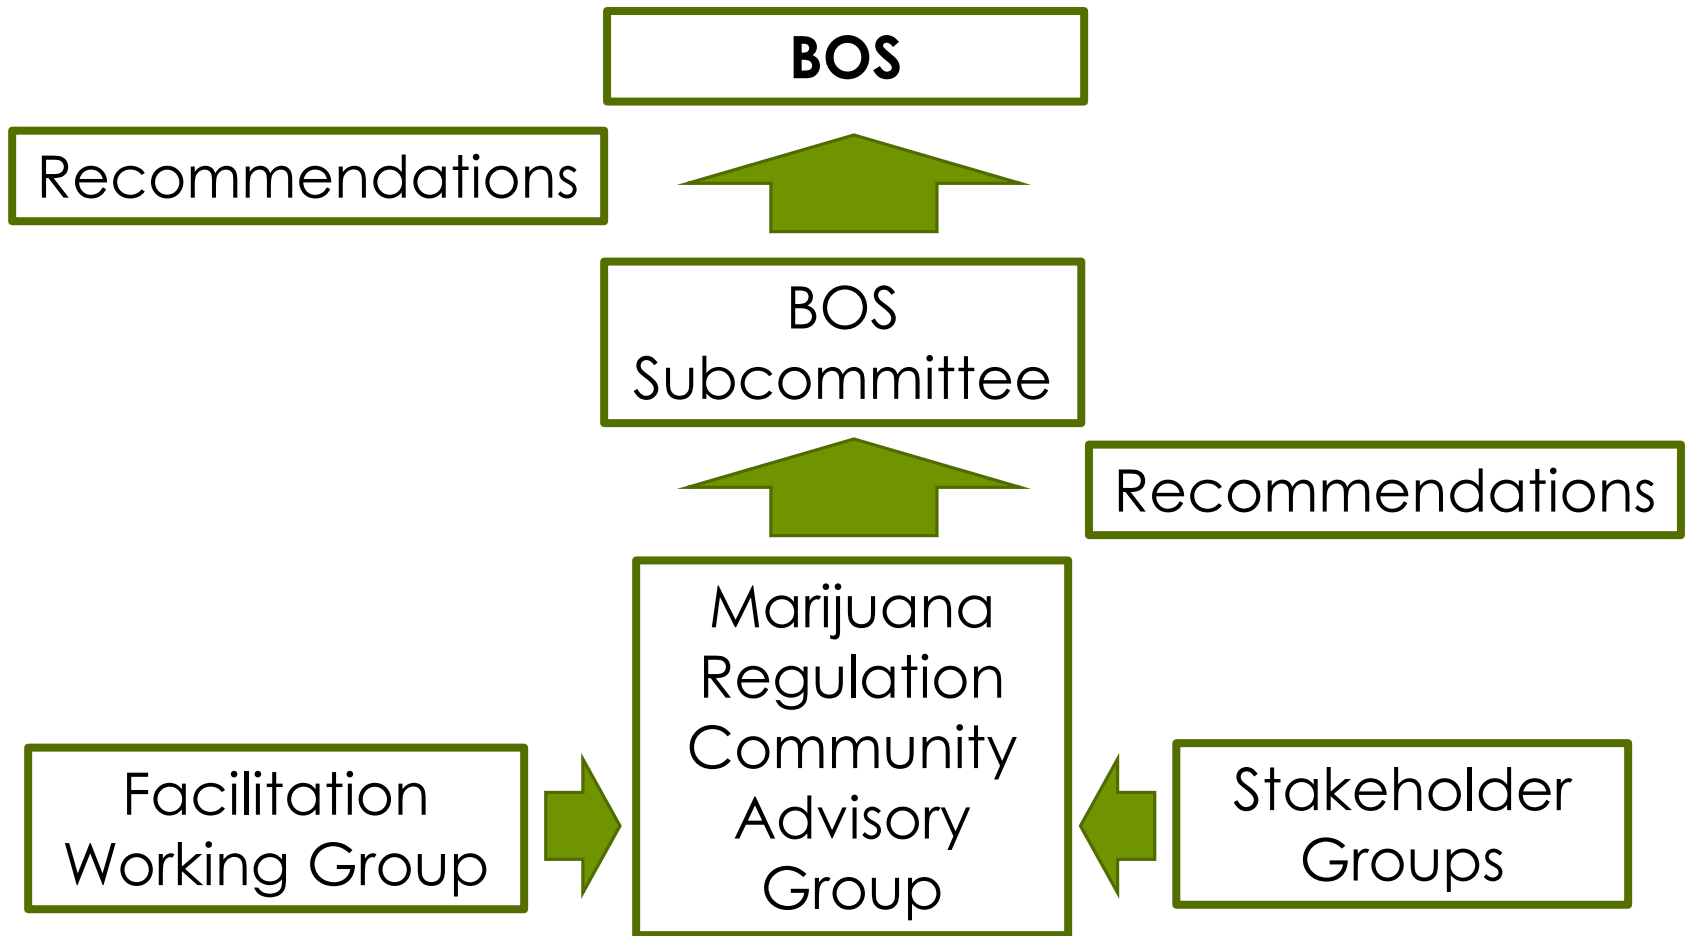 BOS
Recommendations
BOS
Subcommittee
Recommendations
Marijuana
Regulation
Community
Advisory
Group
Facilitation
Working Group
Stakeholder
Groups